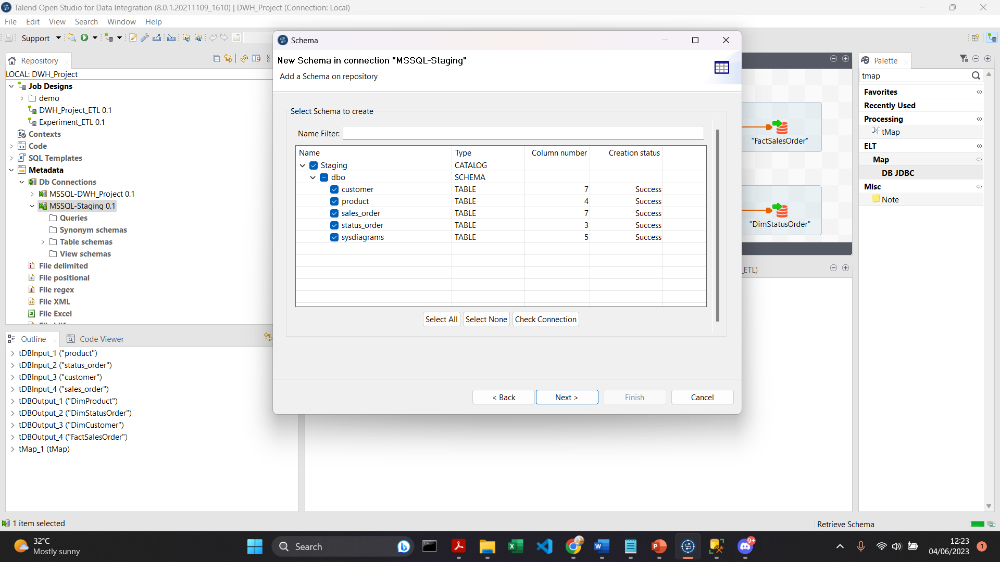 Talend Open Studio for Data Integration (8.0.1.20211109_1610) | DWH_Project (Connection: Local)
File Edit View Search Window Help
Support
Repository
LOCAL: DWH_Project
Job Designs
demo
DWH_Project_ETL 0.1
Experiment_ETL 0.1
Contexts
Code
SQL Templates
Metadata
Db Connections
MSSQL-DWH_Project 0.1
MSSQL-Staging 0.1
Queries
Synonym schemas
Table schemas
View schemas
File delimited
File positional
File regex
File XML
File Excel
Outline
Code Viewer
tDBInput_1 ("product")
tDBInput_2 ("status_order")
tDBInput_3 ("customer")
tDBInput_4 ("sales_order")
tDBOutput_1 ("DimProduct")
tDBOutput_2 ("DimStatusOrder")
tDBOutput_3 ("DimCustomer")
tDBOutput_4 ("FactSalesOrder")
tMap_1 (tMap)
Schema
New Schema in connection "MSSQL-Staging"
Add a Schema on repository
Select Schema to create
Name Filter:
Name Type Column number Creation status
Staging CATALOG
dbo SCHEMA
customer TABLE 7 Success
product TABLE 4 Success
sales_order TABLE 7 Success
status_order TABLE 3 Success
sysdiagrams TABLE 5 Success
Select All Select None Check Connection
< Back Next > Finish Cancel
"FactSalesOrder"
"DimStatusOrder"
_ETL)
Palette
tmap
Favorites
Recently Used
Processing
tMap
ELT
Map
DB JDBC
Misc
Note
1 item selected
Retrieve Schema
32°C
Mostly sunny
Search
9+
12:23
04/06/2023
1